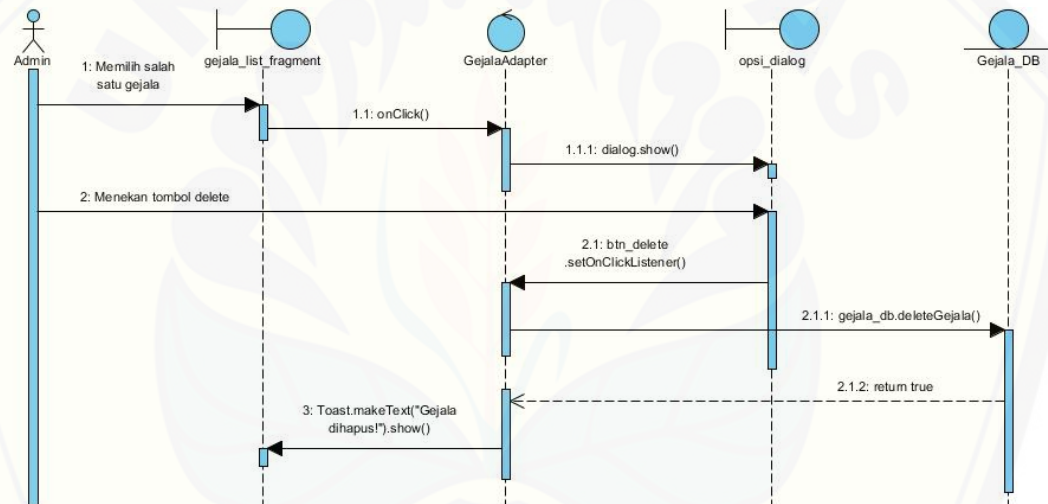 Admin
gejala_list_fragment
GejalaAdapter
opsi_dialog
Gejala_DB
1: Memilih salah
satu gejala
1.1: onClick()
1.1.1: dialog.show()
2: Menekan tombol delete
2.1: btn_delete
.setOnClickListener()
2.1.1: gejala_db.deleteGejala()
2.1.2: return true
3: Toast.makeText("Gejala
dihapus!").show()